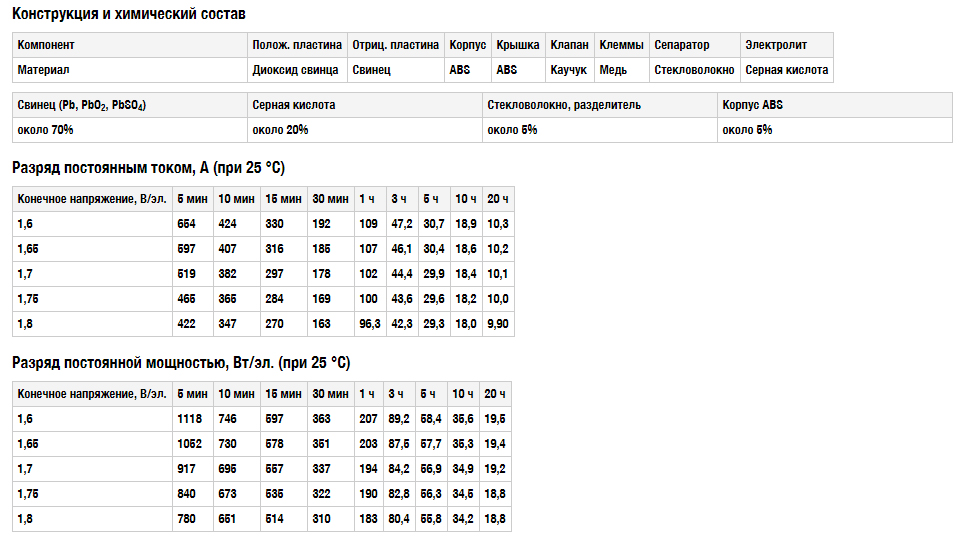 Конструкция и химический состав
Компонент Полож. пластина Отриц. пластина Корпус Крышка Клапан Клеммы Сепаратор Электролит
Материал Диоксид свинца Свинец ABS ABS Каучук Медь Стекловолокно Серная кислота
Свинец (Pb, PbO₂, PbSO₄) Серная кислота Стекловолокно, разделитель Корпус ABS
около 70% около 20% около 5% около 5%
Разряд постоянным током, А (при 25 °C)
Конечное напряжение, В/эл. 5 мин 10 мин 15 мин 30 мин 1 ч 3 ч 5 ч 10 ч 20 ч
1,6 654 424 330 192 109 47,2 30,7 18,9 10,3
1,65 597 407 316 185 107 46,1 30,4 18,6 10,2
1,7 519 382 297 178 102 44,4 29,9 18,4 10,1
1,75 465 365 284 169 100 43,6 29,6 18,2 10,0
1,8 422 347 270 163 96,3 42,3 29,3 18,0 9,90
Разряд постоянной мощностью, Вт/эл. (при 25 °C)
Конечное напряжение, В/эл. 5 мин 10 мин 15 мин 30 мин 1 ч 3 ч 5 ч 10 ч 20 ч
1,6 1118 746 597 363 207 89,2 58,4 35,6 19,5
1,65 1052 730 578 351 203 87,5 57,7 35,3 19,4
1,7 917 695 557 337 194 84,2 56,9 34,9 19,2
1,75 840 673 535 322 190 82,8 56,3 34,5 18,8
1,8 780 651 514 310 183 80,4 55,8 34,2 18,8